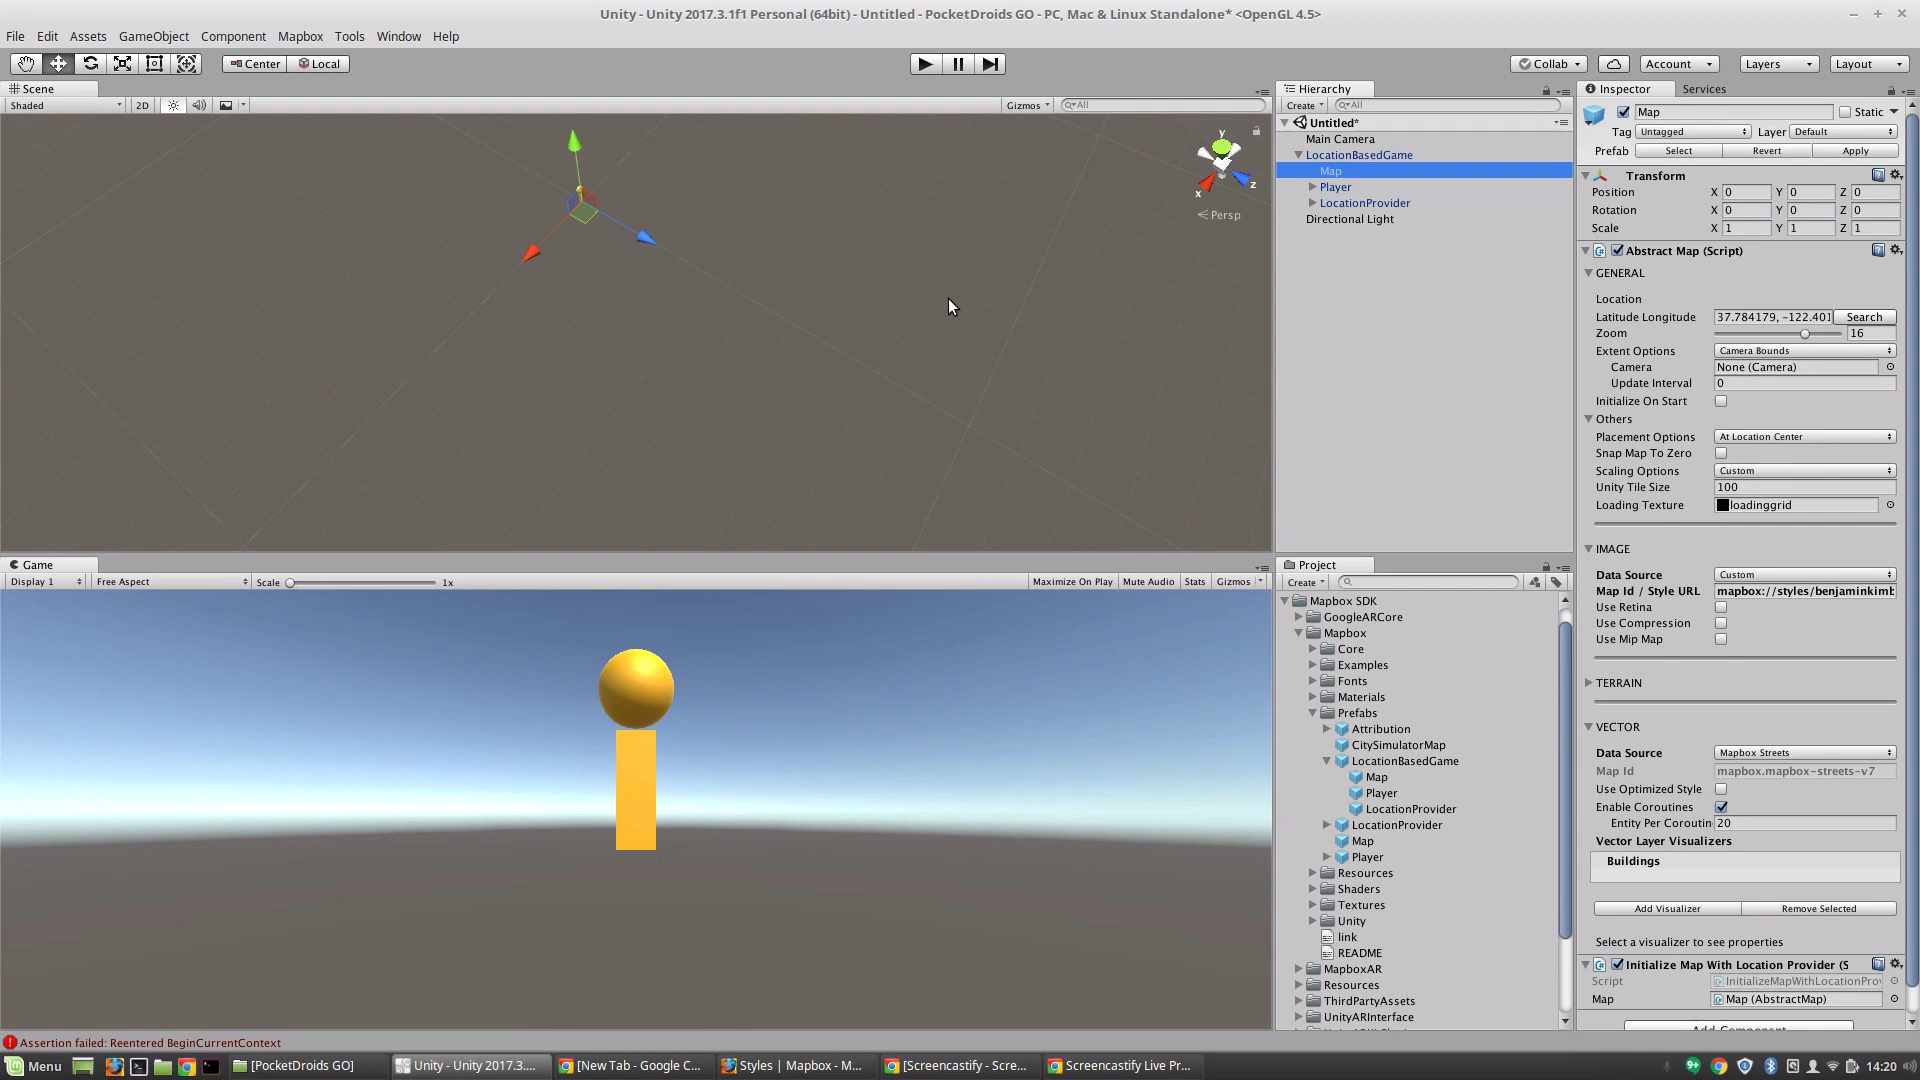 Unity - Unity 2017.3.1f1 Personal (64bit) - Untitled - PocketDroids GO - PC, Mac & Linux Standalone* <OpenGL 4.5>
File Edit Assets GameObject Component Mapbox Tools Window Help
Center Local Collab Account Layers Layout
Scene
Shaded 2D Gizmos All
y
x z
Persp
Hierarchy
Create All
Untitled*
Main Camera
LocationBasedGame
Map
Player
LocationProvider
Directional Light
Inspector Services
Map Static
Tag Untagged Layer Default
Prefab Select Revert Apply
Transform
Position X 0 Y 0 Z 0
Rotation X 0 Y 0 Z 0
Scale X 1 Y 1 Z 1
Abstract Map (Script)
GENERAL
Location
Latitude Longitude 37.784179, -122.401 Search
Zoom 16
Extent Options Camera Bounds
Camera None (Camera)
Update Interval 0
Initialize On Start
Others
Placement Options At Location Center
Snap Map To Zero
Scaling Options Custom
Unity Tile Size 100
Loading Texture loadinggrid
IMAGE
Data Source Custom
Map Id / Style URL mapbox://styles/benjaminkimb
Use Retina
Use Compression
Use Mip Map
TERRAIN
VECTOR
Data Source Mapbox Streets
Map Id mapbox.mapbox-streets-v7
Use Optimized Style
Enable Coroutines
Entity Per Coroutin 20
Vector Layer Visualizers
Buildings
Add Visualizer Remove Selected
Select a visualizer to see properties
Initialize Map With Location Provider (S
Script InitializeMapWithLocationProv
Map Map (AbstractMap)
Add Component
Game
Display 1 Free Aspect Scale 1x Maximize On Play Mute Audio Stats Gizmos
Project
Create
Mapbox SDK
GoogleARCore
Mapbox
Core
Examples
Fonts
Materials
Prefabs
Attribution
CitySimulatorMap
LocationBasedGame
Map
Player
LocationProvider
LocationProvider
Map
Player
Resources
Shaders
Textures
Unity
link
README
MapboxAR
Resources
ThirdPartyAssets
UnityARInterface
Assertion failed: Reentered BeginCurrentContext
Menu [PocketDroids GO] Unity - Unity 2017.3.... [New Tab - Google C... Styles | Mapbox - M... [Screencastify - Scre... Screencastify Live Pr... 14:20